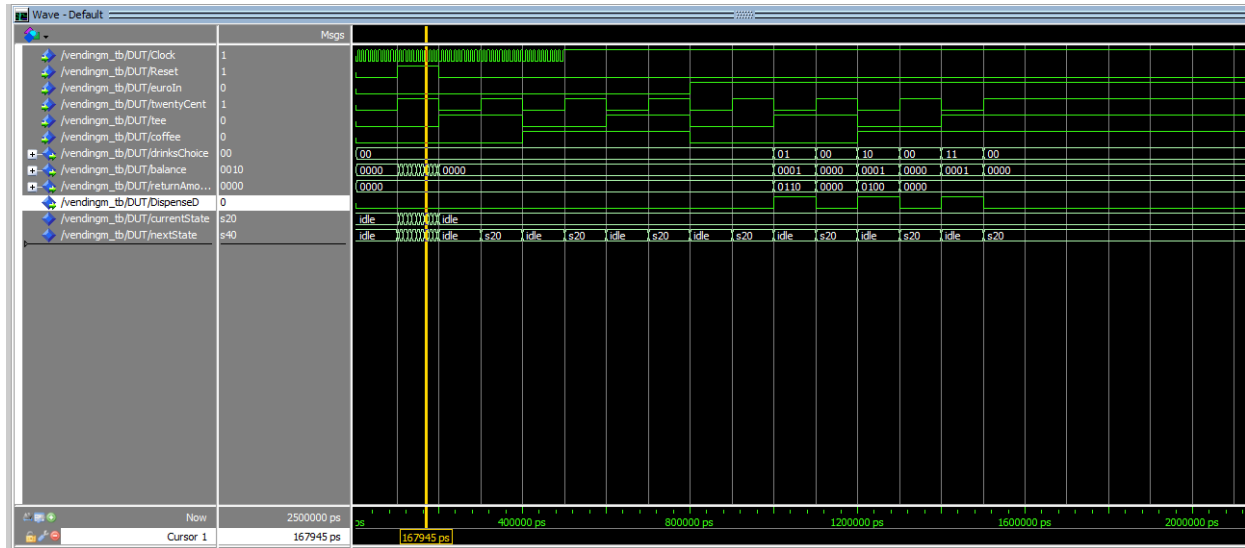 Wave - Default
Msgs
/vendingm_tb/DUT/Clock 1
/vendingm_tb/DUT/Reset 1
/vendingm_tb/DUT/euroIn 0
/vendingm_tb/DUT/twentyCent 1
/vendingm_tb/DUT/tee 0
/vendingm_tb/DUT/coffee 0
/vendingm_tb/DUT/drinksChoice 00 00 01 00 10 00 11 00
/vendingm_tb/DUT/balance 0010 0000 0000 0001 0000 0001 0000 0001 0000
/vendingm_tb/DUT/returnAmo... 0000 0000 0110 0000 0100 0000
/vendingm_tb/DUT/DispenseD 0
/vendingm_tb/DUT/currentState s20 idle idle
/vendingm_tb/DUT/nextState s40 idle idle s20 idle s20 idle s20 idle s20 idle s20 idle s20 idle s20
Now 2500000 ps ps 400000 ps 800000 ps 1200000 ps 1600000 ps 2000000 ps
Cursor 1 167945 ps 167945 ps